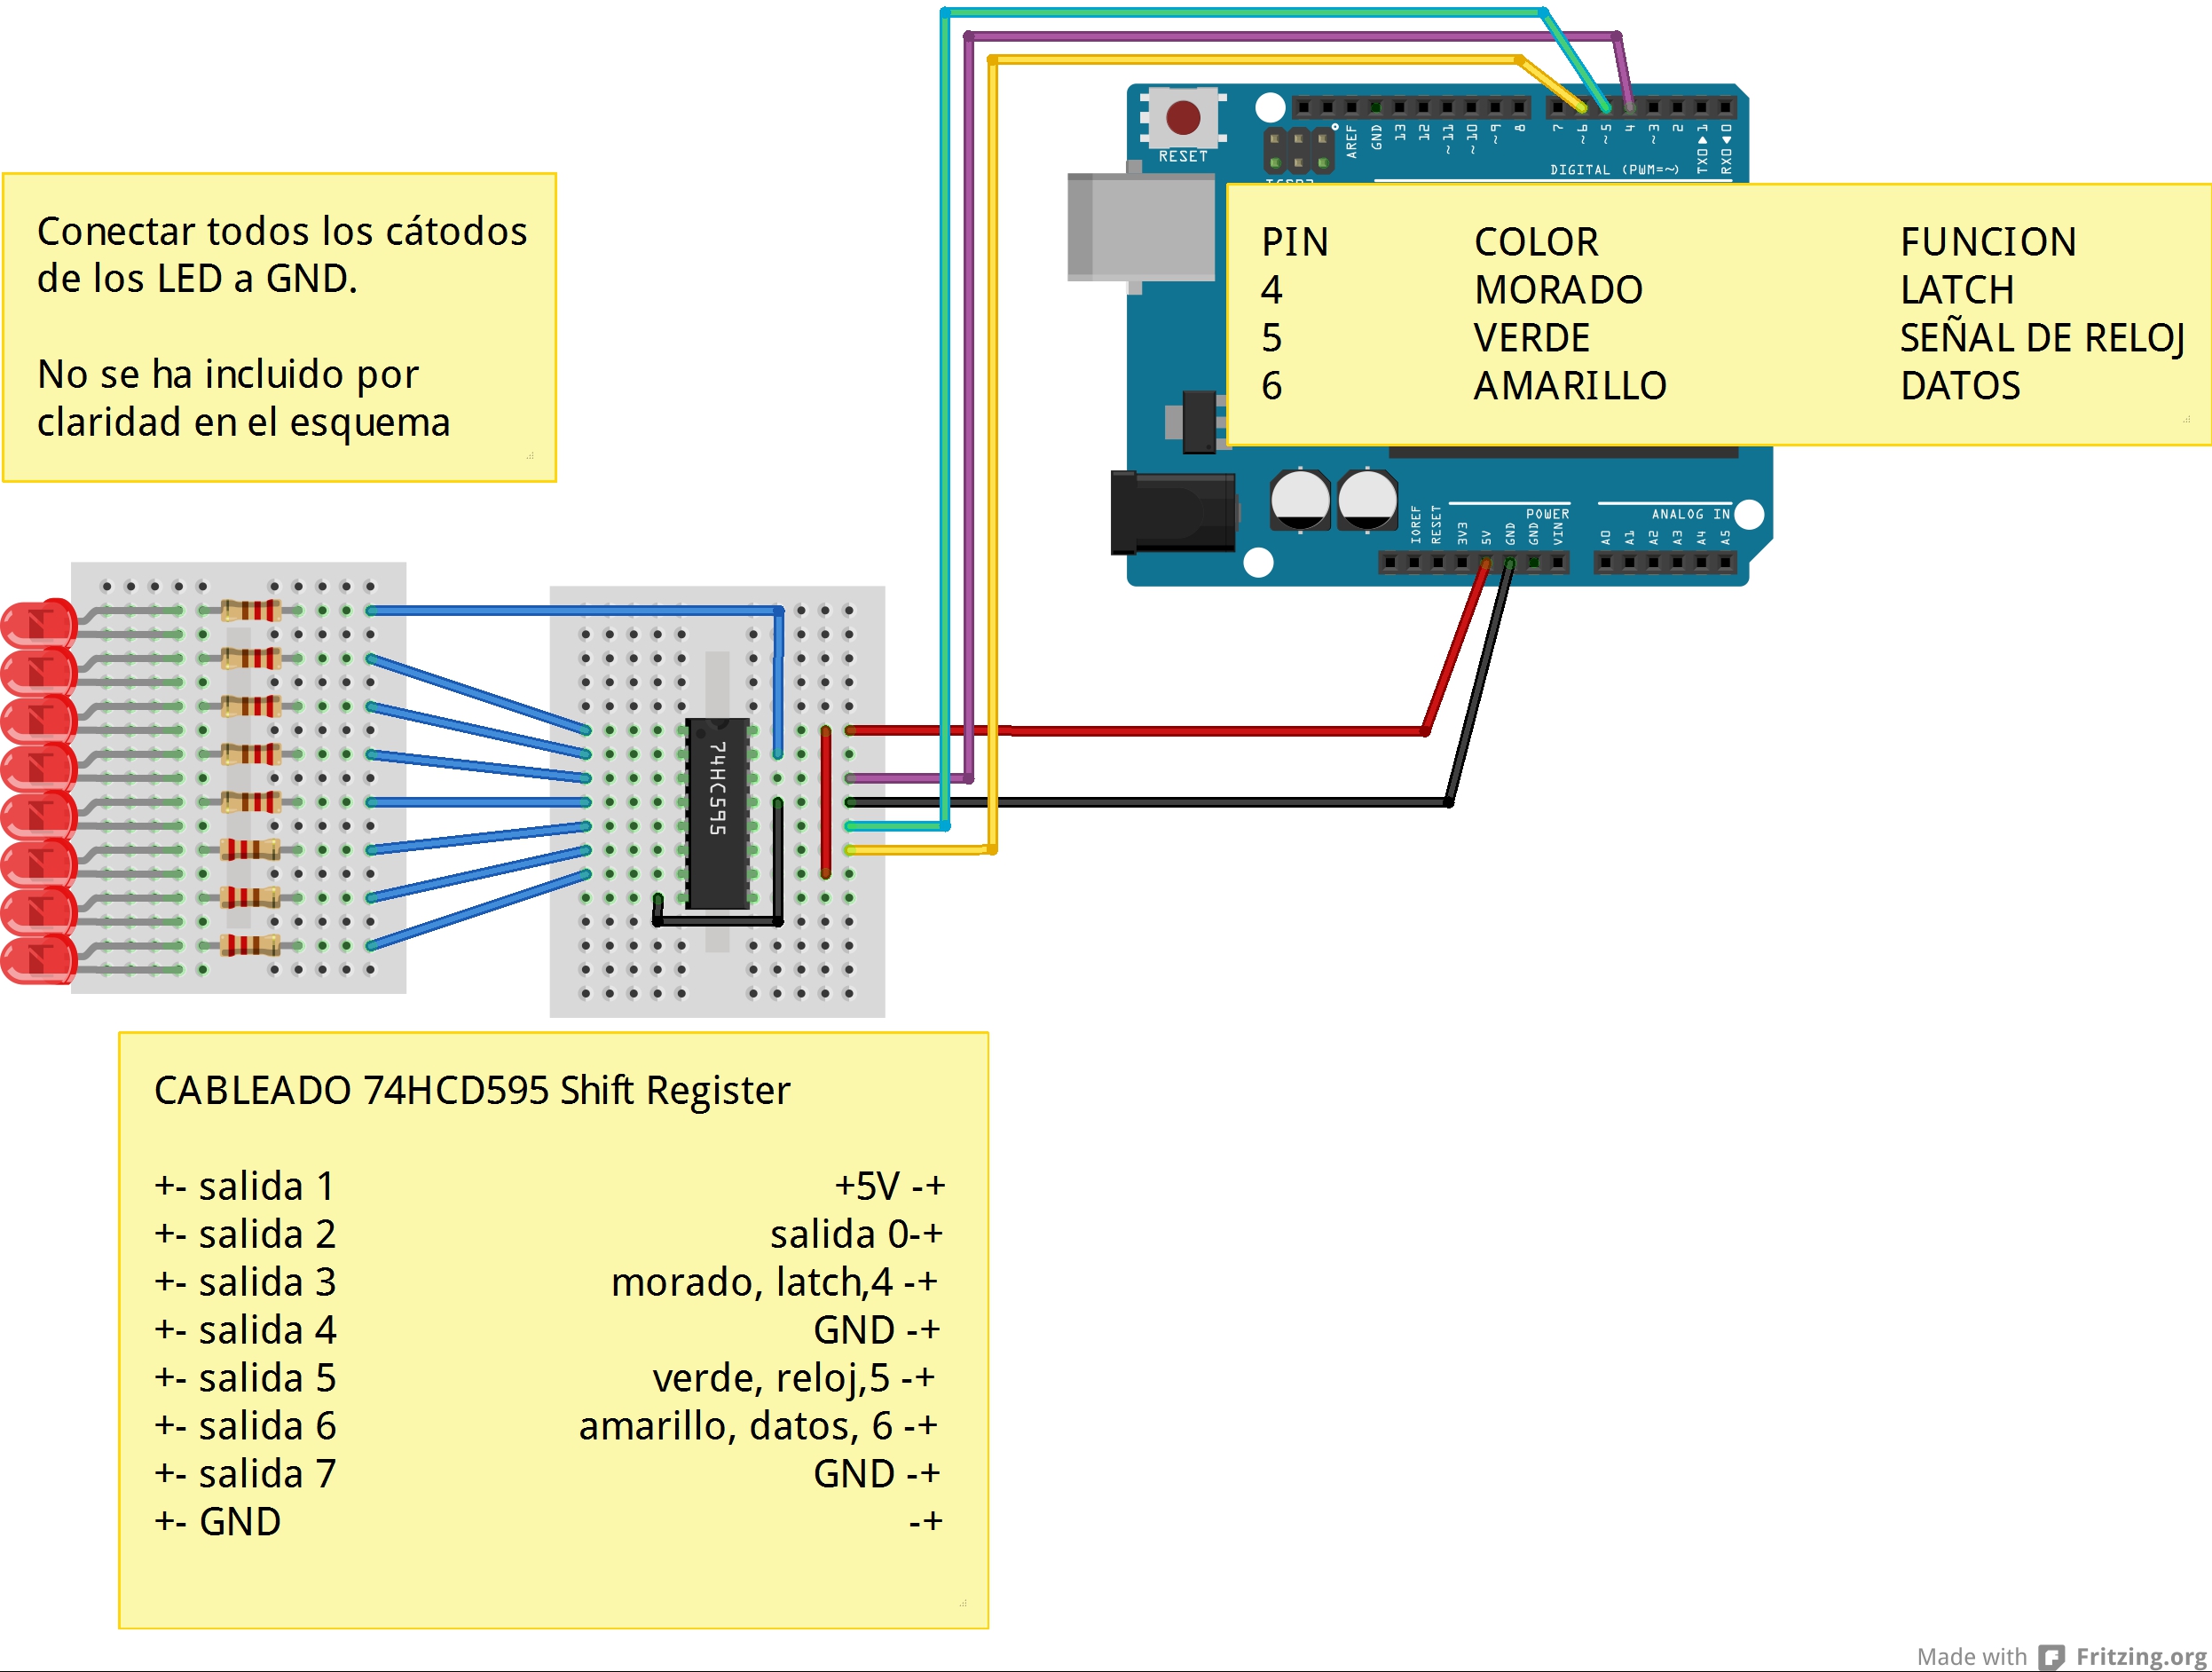 RESET
AREF
GND
13
12
~11
~10
~9
8
7
~6
~5
4
~3
2
TX0▶1
RX0◀0
DIGITAL (PWM=~)
Conectar todos los cátodos
de los LED a GND.
No se ha incluido por
claridad en el esquema
PIN COLOR FUNCION
4 MORADO LATCH
5 VERDE SEÑAL DE RELOJ
6 AMARILLO DATOS
POWER
ANALOG IN
IOREF
RESET
3V3
5V
GND
GND
VIN
A0
A1
A2
A3
A4
A5
74HC595
CABLEADO 74HCD595 Shift Register
+- salida 1 +5V -+
+- salida 2 salida 0-+
+- salida 3 morado, latch,4 -+
+- salida 4 GND -+
+- salida 5 verde, reloj,5 -+
+- salida 6 amarillo, datos, 6 -+
+- salida 7 GND -+
+- GND -+
Made with Fritzing.org